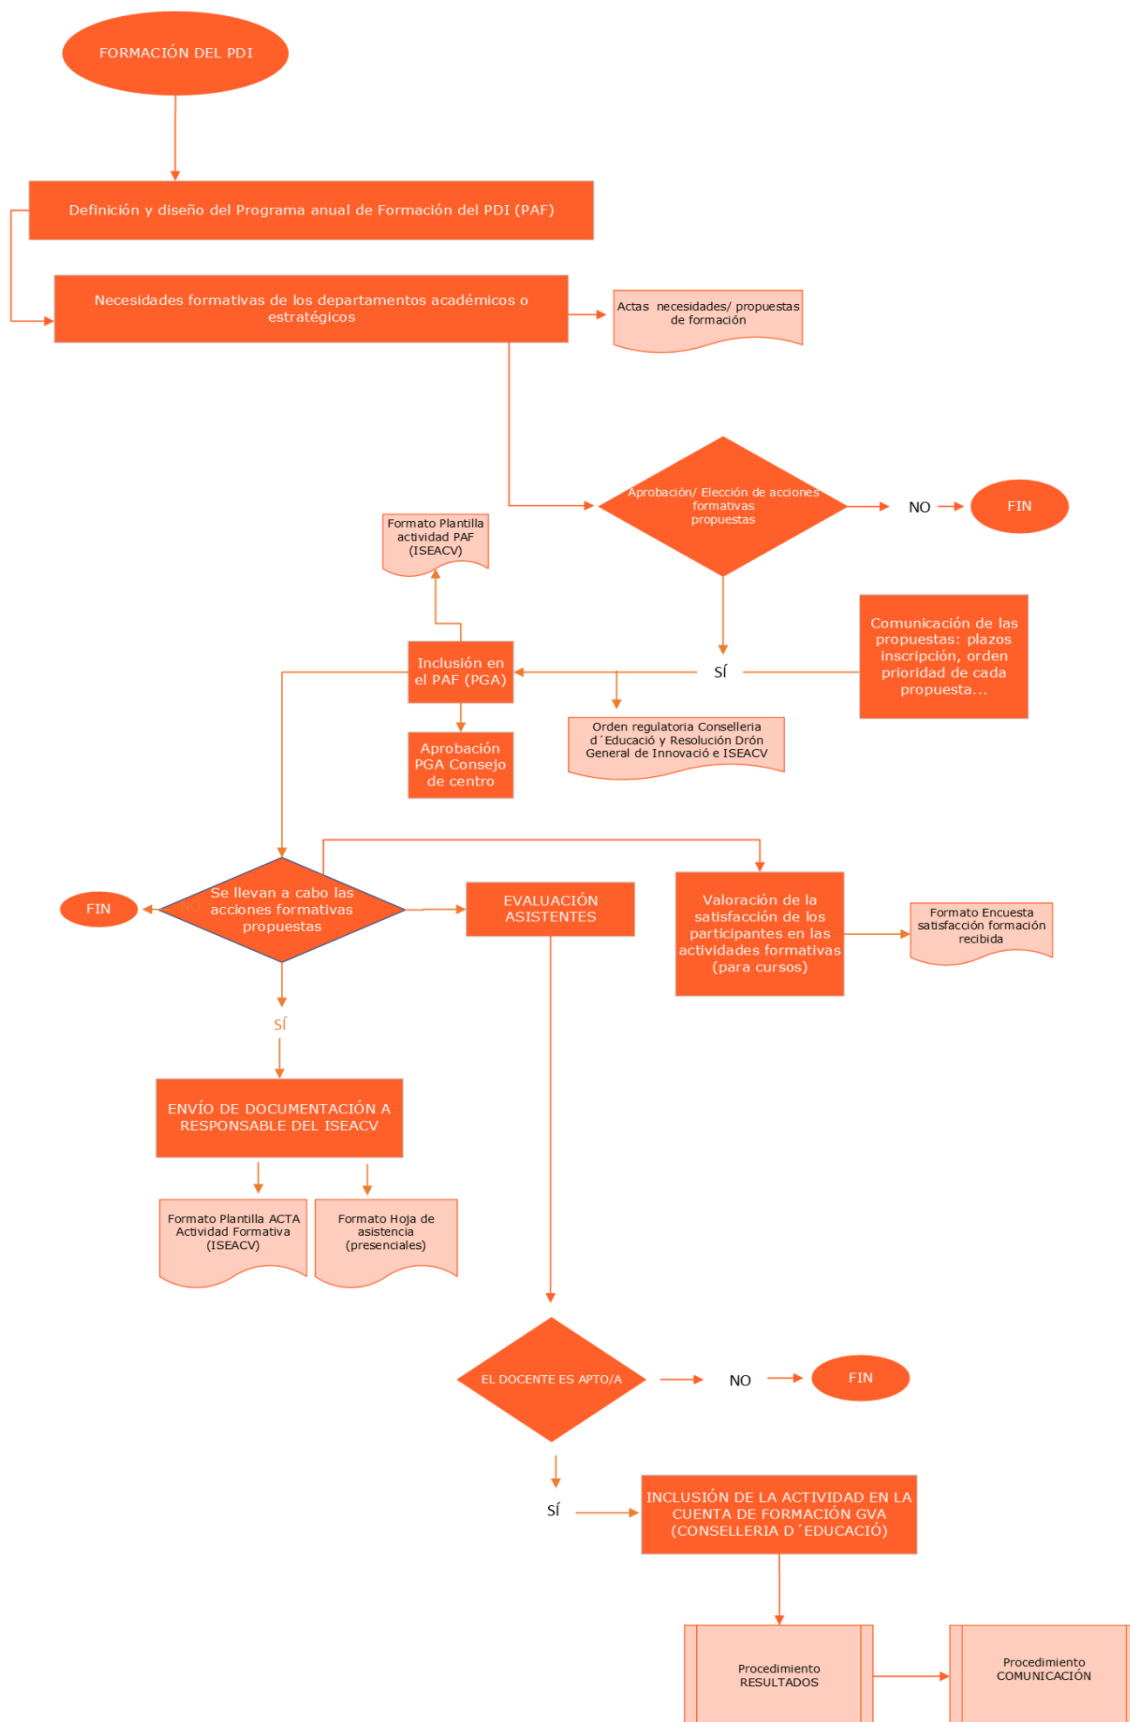 FORMACIÓN DEL PDI
Definición y diseño del Programa anual de Formación del PDI (PAF)
Necesidades formativas de los departamentos académicos o
estratégicos
Actas  necesidades/ propuestas
de formación
Aprobación/ Elección de acciones
formativas
propuestas
NO
FIN
Formato Plantilla
actividad PAF
(ISEACV)
Comunicación de las
propuestas: plazos
inscripción, orden
prioridad de cada
propuesta...
Inclusión en
el PAF (PGA)
SÍ
Orden regulatoria Conselleria
d´Educació y Resolución Drón
General de Innovació e ISEACV
Aprobación
PGA Consejo
de centro
FIN
Se llevan a cabo las
acciones formativas
propuestas
EVALUACIÓN
ASISTENTES
Valoración de la
satisfacción de los
participantes en las
actividades formativas
(para cursos)
Formato Encuesta
satisfacción formación
recibida
SÍ
ENVÍO DE DOCUMENTACIÓN A
RESPONSABLE DEL ISEACV
Formato Plantilla ACTA
Actividad Formativa
(ISEACV)
Formato Hoja de
asistencia
(presenciales)
EL DOCENTE ES APTO/A
NO
FIN
SÍ
INCLUSIÓN DE LA ACTIVIDAD EN LA
CUENTA DE FORMACIÓN GVA
(CONSELLERIA D´EDUCACIÓ)
Procedimiento
RESULTADOS
Procedimiento
COMUNICACIÓN